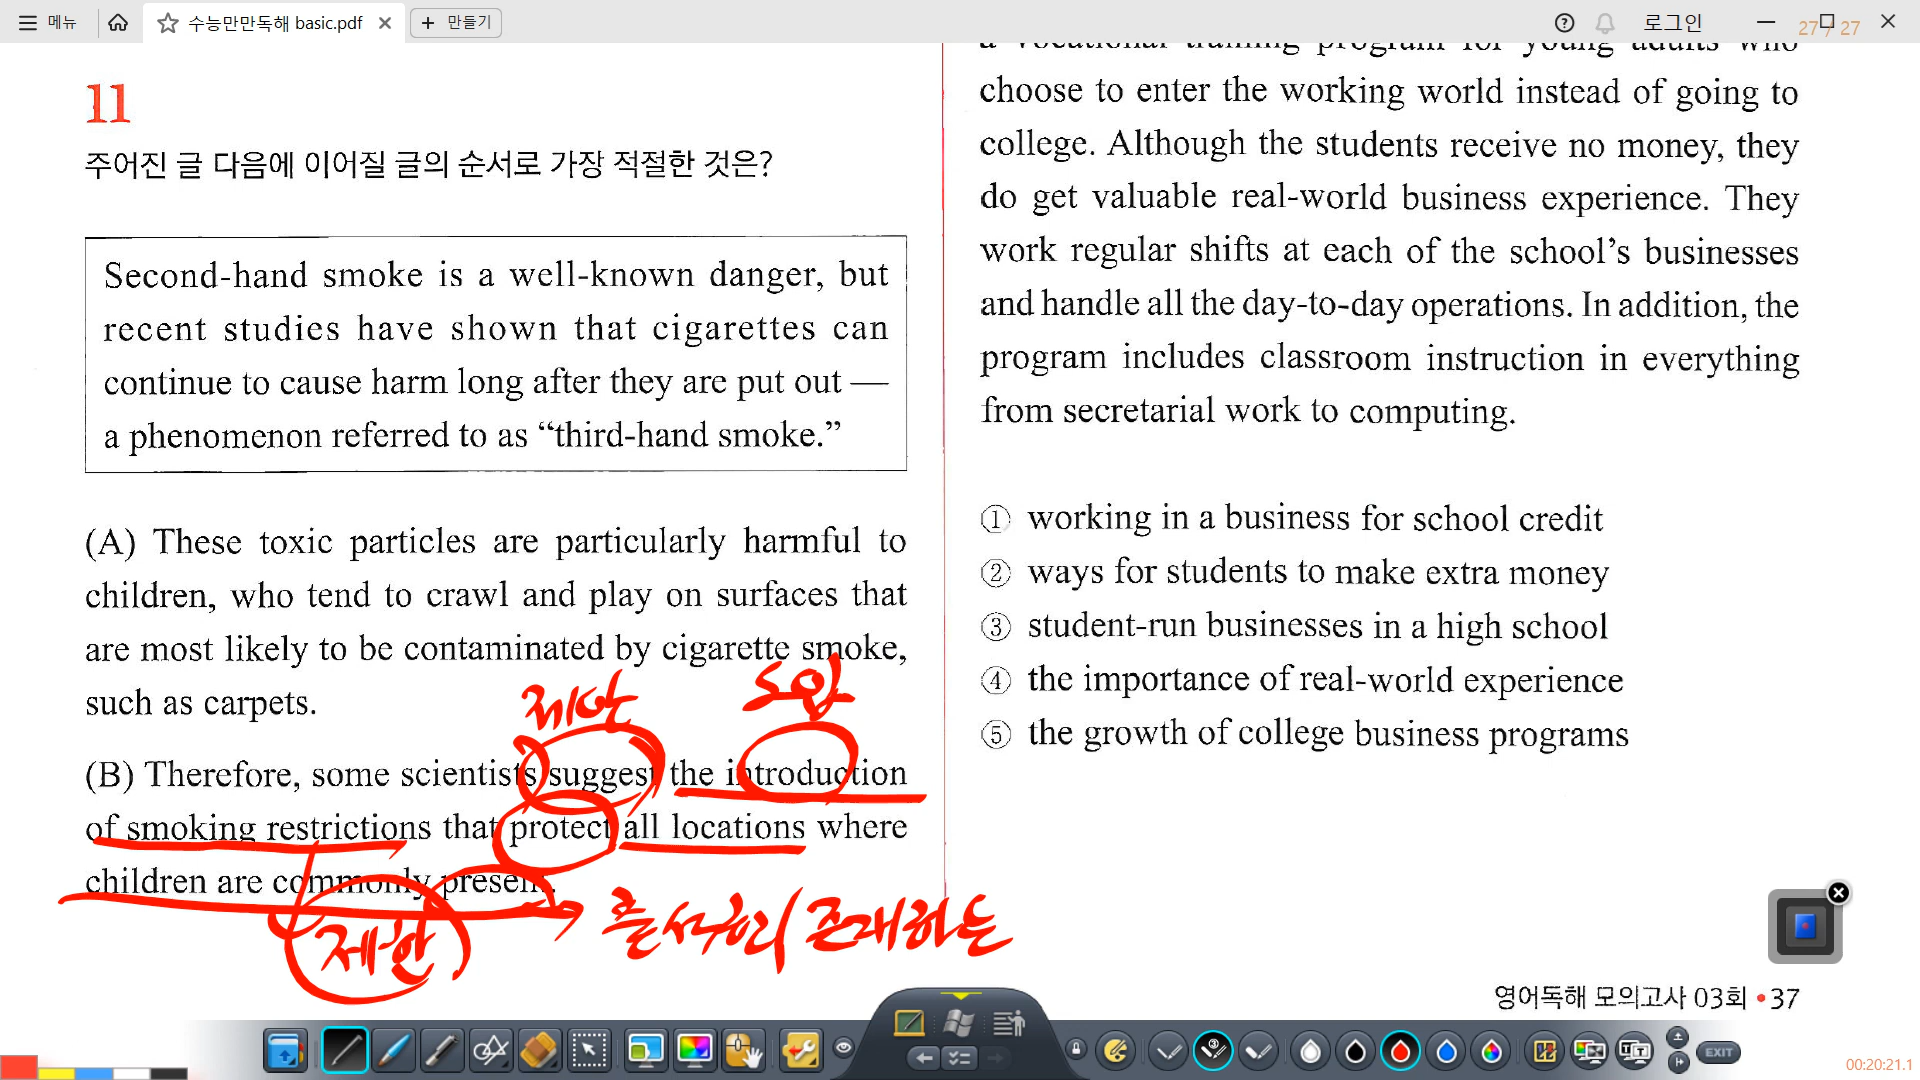 메뉴
수능만만독해 basic.pdf
만들기
로그인
27 / 27
11
주어진 글 다음에 이어질 글의 순서로 가장 적절한 것은?
Second-hand smoke is a well-known danger, but
recent studies have shown that cigarettes can
continue to cause harm long after they are put out —
a phenomenon referred to as “third-hand smoke.”
(A) These toxic particles are particularly harmful to
children, who tend to crawl and play on surfaces that
are most likely to be contaminated by cigarette smoke,
such as carpets.
제안
도입
(B) Therefore, some scientists suggest the introduction
of smoking restrictions that protect all locations where
children are commonly present.
제한
존재하는
a vocational training program for young adults who
choose to enter the working world instead of going to
college. Although the students receive no money, they
do get valuable real-world business experience. They
work regular shifts at each of the school’s businesses
and handle all the day-to-day operations. In addition, the
program includes classroom instruction in everything
from secretarial work to computing.
① working in a business for school credit
② ways for students to make extra money
③ student-run businesses in a high school
④ the importance of real-world experience
⑤ the growth of college business programs
영어독해 모의고사 03회 • 37
EXIT
00:20:21.1